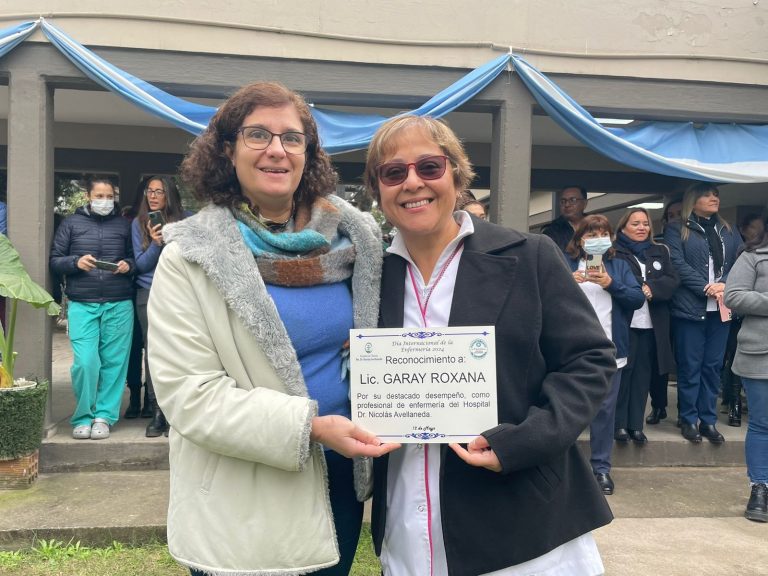 Día Internacional de la
Enfermería 2024
Reconocimiento a:
Lic. GARAY ROXANA
Por su destacado desempeño, como
profesional de enfermería del Hospital
Dr. Nicolás Avellaneda.
12 de Mayo
LOVE